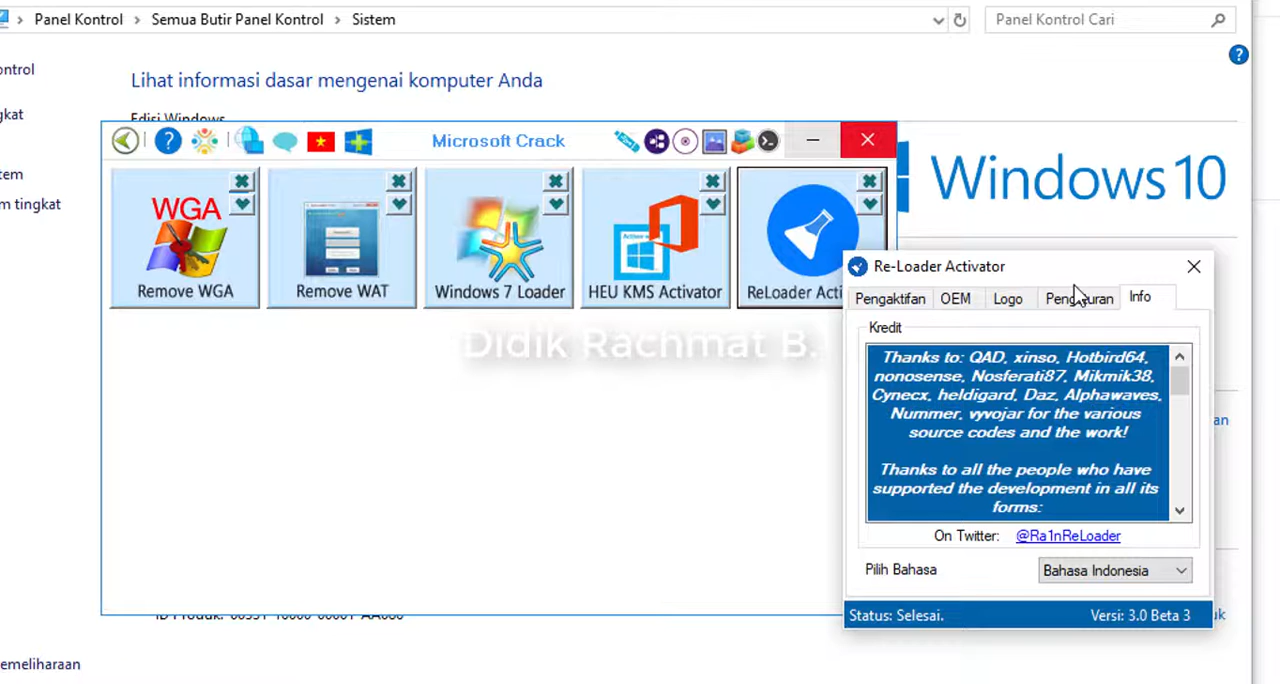 Panel Kontrol > Semua Butir Panel Kontrol > Sistem
Panel Kontrol Cari
ontrol
Lihat informasi dasar mengenai komputer Anda
gkat
Edisi Windows
Microsoft Crack
tem
m tingkat
Windows 10
WGA
Remove WGA
Remove WAT
Windows 7 Loader
HEU KMS Activator
ReLoader Acti
Didik Rachmat B.
Re-Loader Activator
Pengaktifan
OEM
Logo
Info
Kredit
Thanks to: QAD, xinso, Hotbird64,
nonosense, Nosferati87, Mikmik38,
Cynecx, heldigard, Daz, Alphawaves,
Nummer, vyvojar for the various
source codes and the work!
Thanks to all the people who have
supported the development in all its
forms:
On Twitter: @Ra1nReLoader
Pilih Bahasa
Bahasa Indonesia
Status: Selesai.
Versi: 3.0 Beta 3
an
uk
emeliharaan